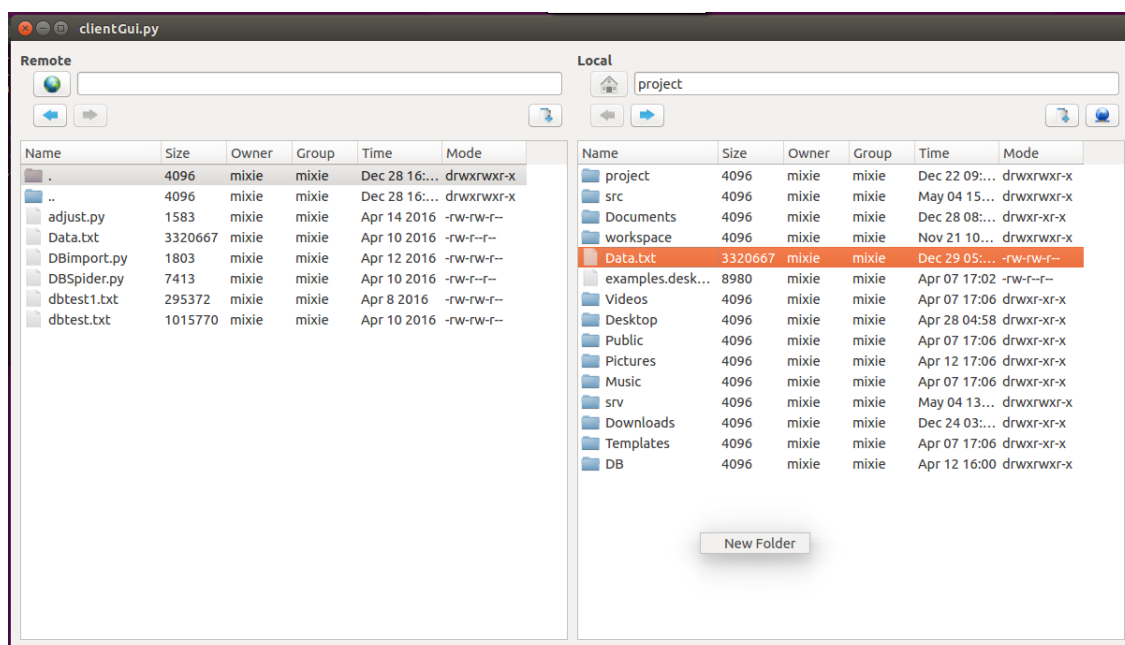 clientGui.py
Remote
Name Size Owner Group Time Mode
. 4096 mixie mixie Dec 28 16:... drwxrwxr-x
.. 4096 mixie mixie Dec 28 16:... drwxrwxr-x
adjust.py 1583 mixie mixie Apr 14 2016 -rw-rw-r--
Data.txt 3320667 mixie mixie Apr 10 2016 -rw-r--r--
DBimport.py 1803 mixie mixie Apr 12 2016 -rw-rw-r--
DBSpider.py 7413 mixie mixie Apr 10 2016 -rw-rw-r--
dbtest1.txt 295372 mixie mixie Apr 8 2016 -rw-rw-r--
dbtest.txt 1015770 mixie mixie Apr 10 2016 -rw-rw-r--
Local
project
Name Size Owner Group Time Mode
project 4096 mixie mixie Dec 22 09:... drwxrwxr-x
src 4096 mixie mixie May 04 15... drwxrwxr-x
Documents 4096 mixie mixie Dec 28 08:... drwxr-xr-x
workspace 4096 mixie mixie Nov 21 10... drwxrwxr-x
Data.txt 3320667 mixie mixie Dec 29 05:... -rw-rw-r--
examples.desk... 8980 mixie mixie Apr 07 17:02 -rw-r--r--
Videos 4096 mixie mixie Apr 07 17:06 drwxr-xr-x
Desktop 4096 mixie mixie Apr 28 04:58 drwxr-xr-x
Public 4096 mixie mixie Apr 07 17:06 drwxr-xr-x
Pictures 4096 mixie mixie Apr 12 17:06 drwxr-xr-x
Music 4096 mixie mixie Apr 07 17:06 drwxr-xr-x
srv 4096 mixie mixie May 04 13... drwxrwxr-x
Downloads 4096 mixie mixie Dec 24 03:... drwxr-xr-x
Templates 4096 mixie mixie Apr 07 17:06 drwxr-xr-x
DB 4096 mixie mixie Apr 12 16:00 drwxrwxr-x
New Folder